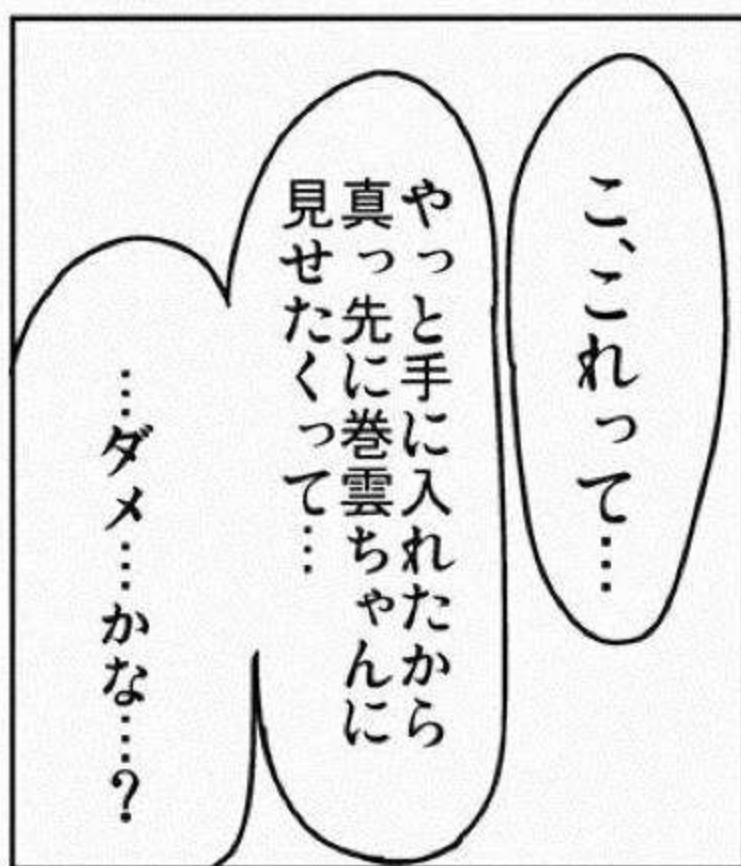 こ、これって…
やっと手に入れたから
真っ先に巻雲ちゃんに
見せたくって…
…ダメ…かな…?